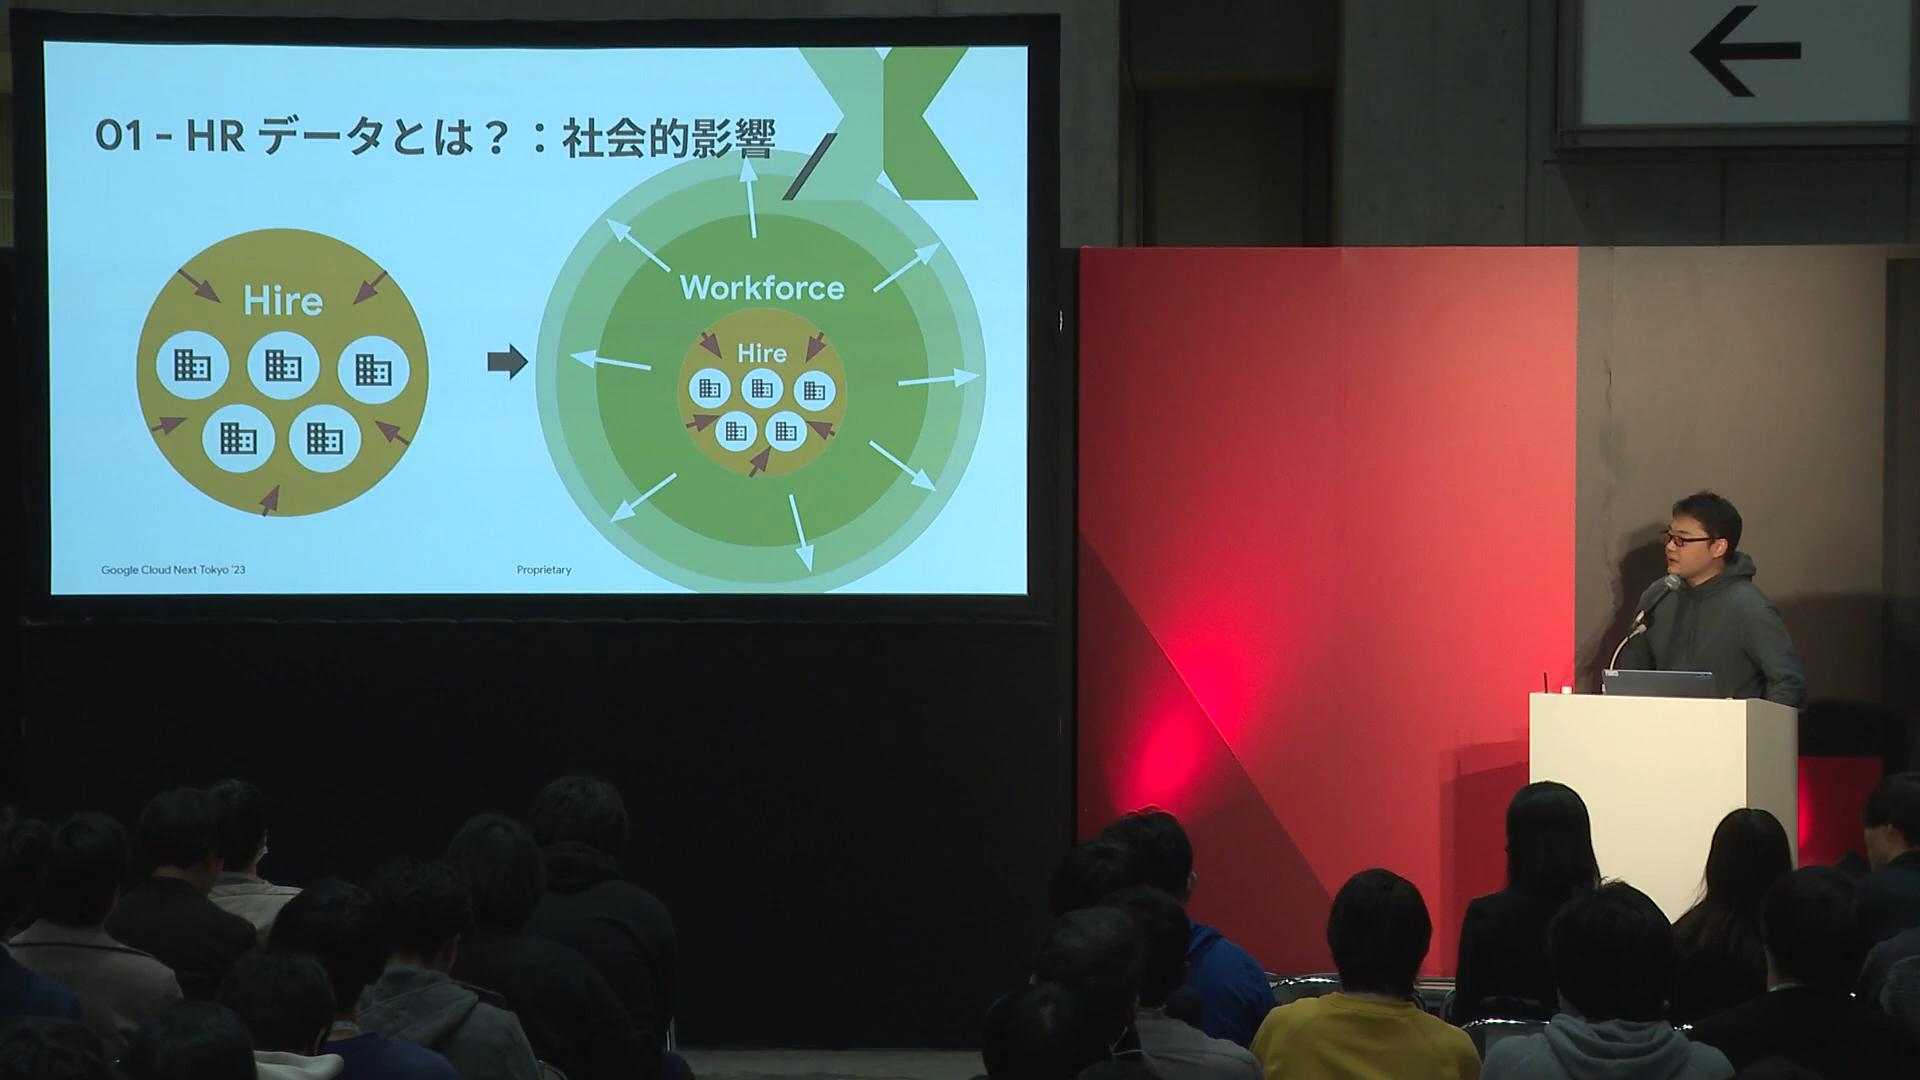 01 - HR データとは？：社会的影響
Hire
Workforce
Hire
Google Cloud Next Tokyo '23
Proprietary